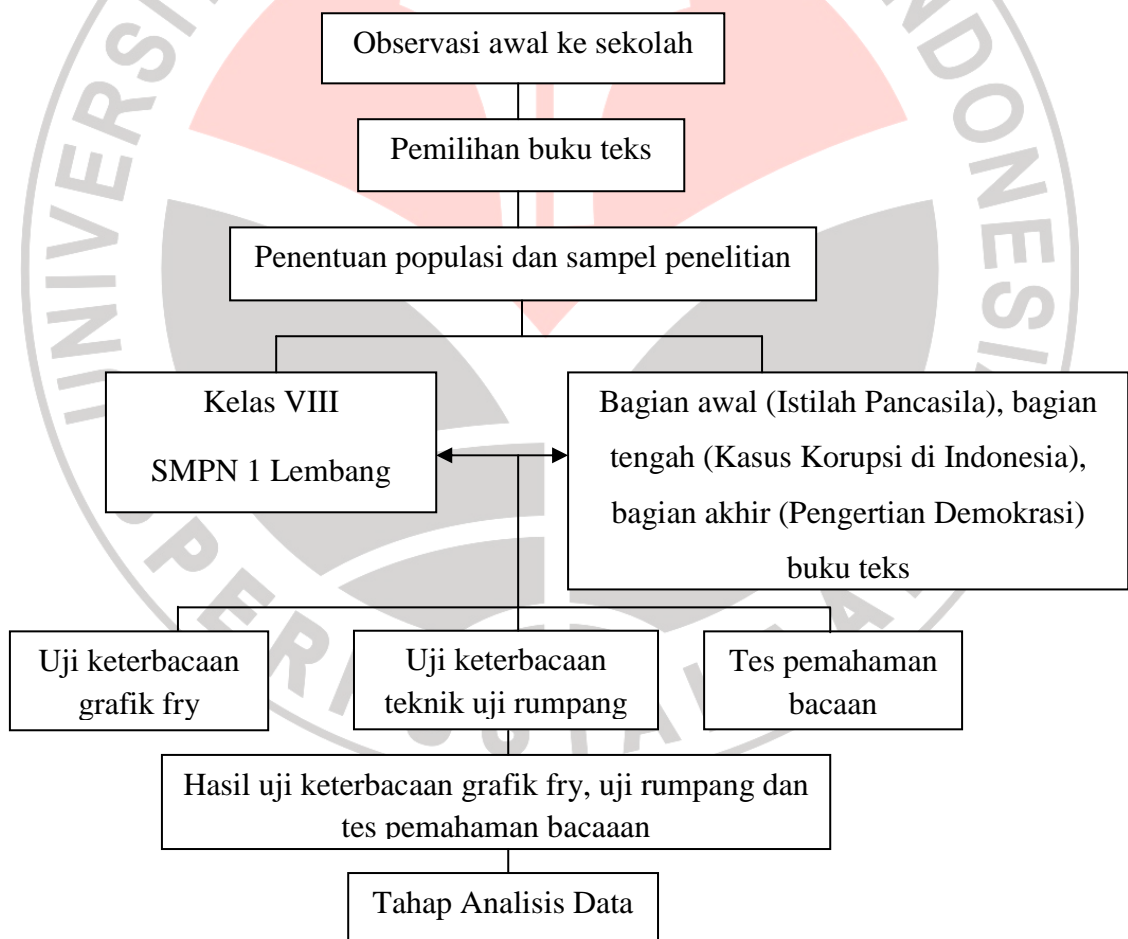 Observasi awal ke sekolah
Pemilihan buku teks
Penentuan populasi dan sampel penelitian
Kelas VIII
SMPN 1 Lembang
Bagian awal (Istilah Pancasila), bagian
tengah (Kasus Korupsi di Indonesia),
bagian akhir (Pengertian Demokrasi)
buku teks
Uji keterbacaan
grafik fry
Uji keterbacaan
teknik uji rumpang
Tes pemahaman
bacaan
Hasil uji keterbacaan grafik fry, uji rumpang dan
tes pemahaman bacaaan
Tahap Analisis Data